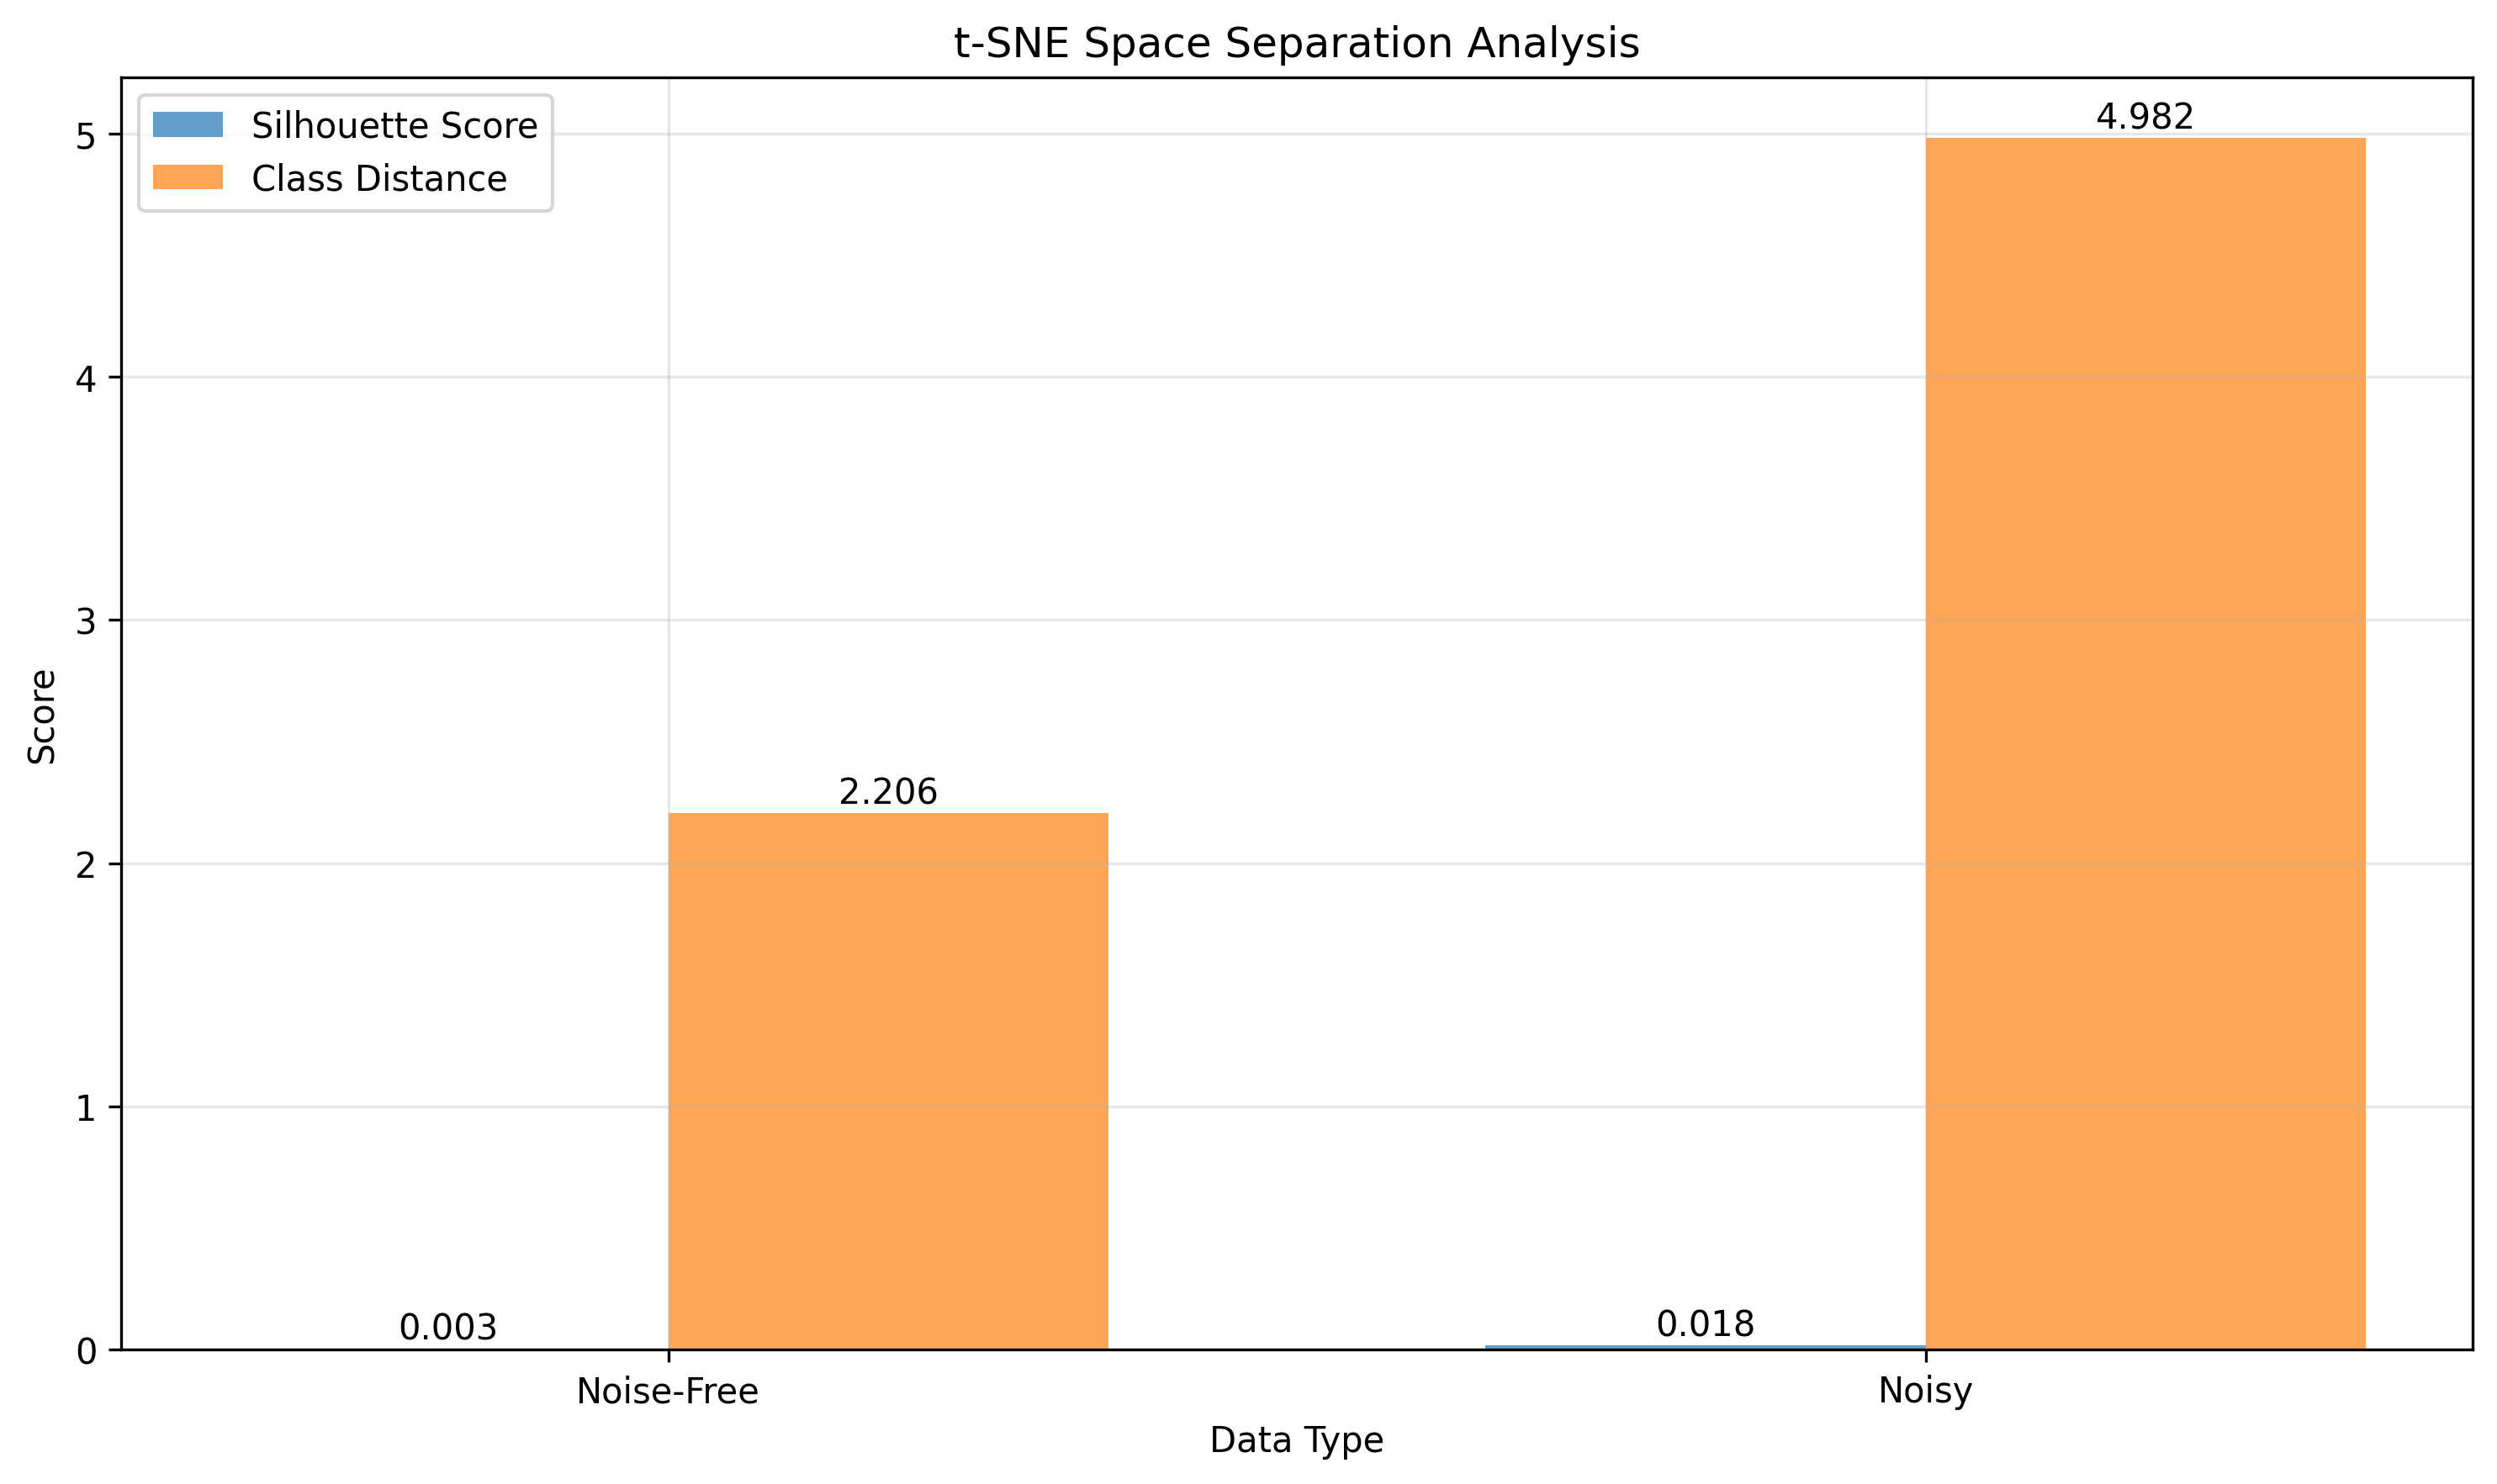 t-SNE Space Separation Analysis
Silhouette Score
Class Distance
5
4
3
2
1
0
Score
4.982
2.206
0.003
0.018
Noise-Free
Noisy
Data Type